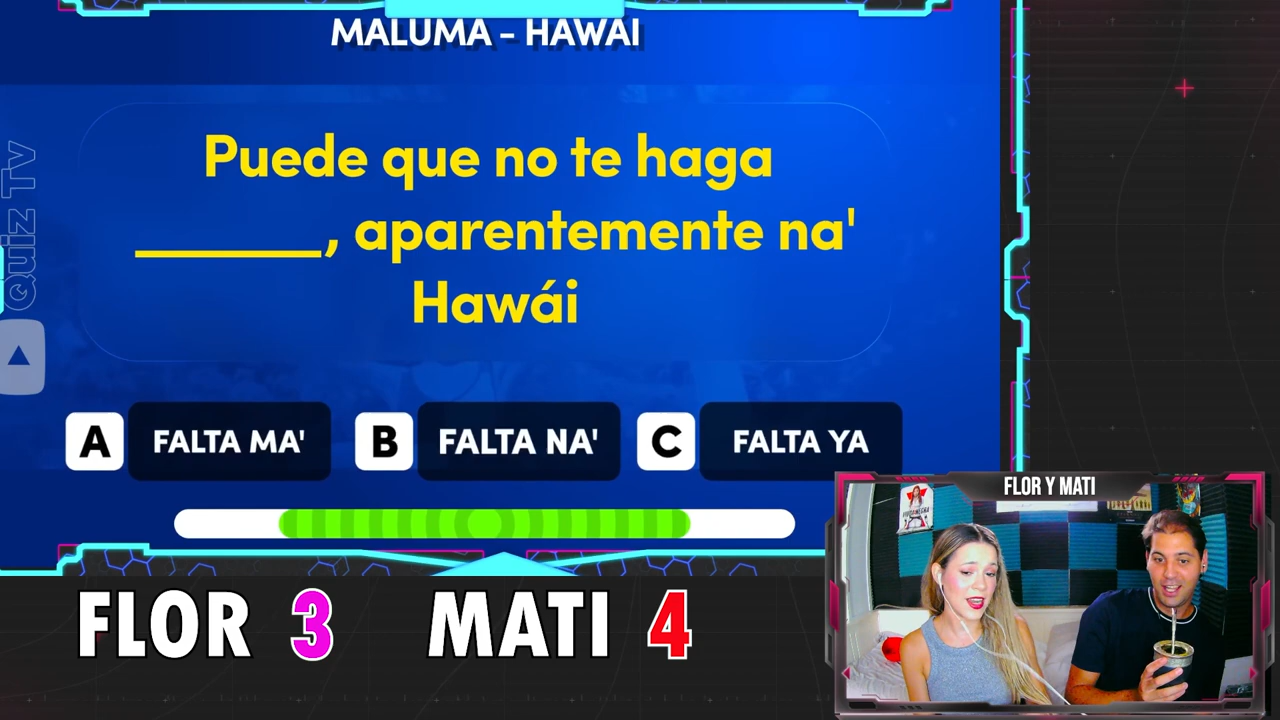 MALUMA - HAWAI
Puede que no te haga
______, aparentemente na'
Hawái
A FALTA MA' B FALTA NA' C FALTA YA
Quiz Tv
FLOR Y MATI
FLOR 3 MATI 4